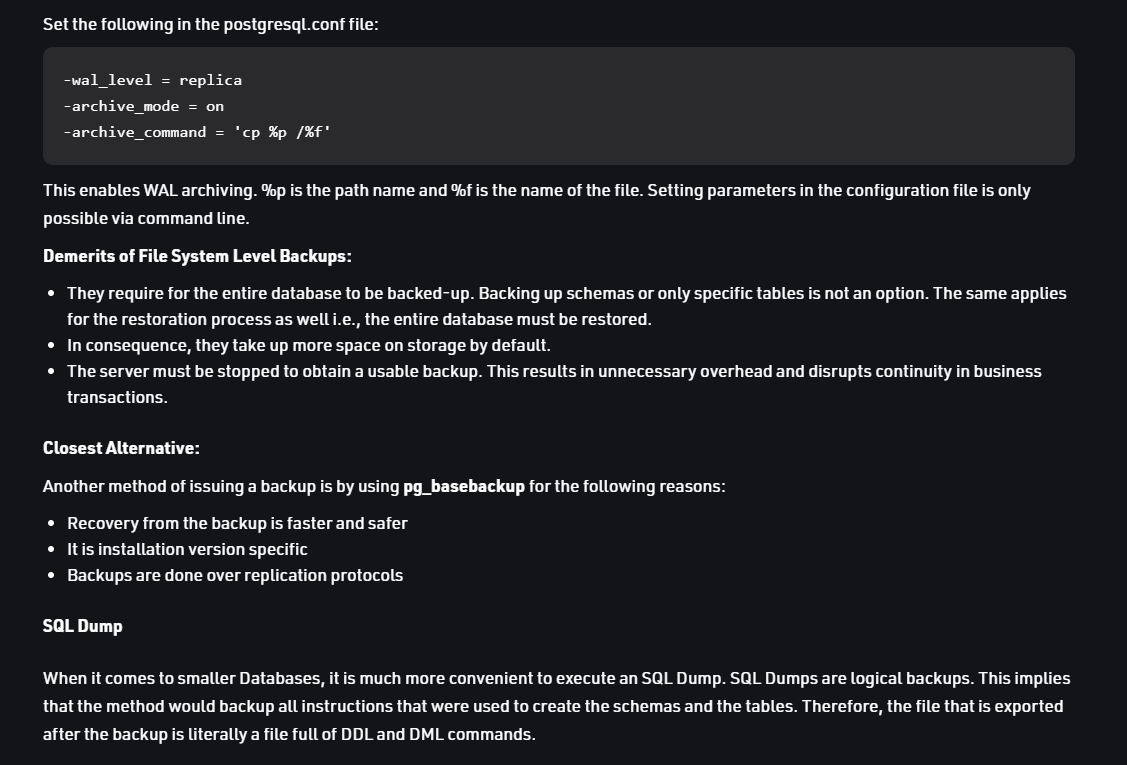 Set the following in the postgresql.conf file:
-wal_level = replica
-archive_mode = on
-archive_command = 'cp %p /%f'
This enables WAL archiving. %p is the path name and %f is the name of the file. Setting parameters in the configuration file is only
possible via command line.
Demerits of File System Level Backups:
• They require for the entire database to be backed-up. Backing up schemas or only specific tables is not an option. The same applies
for the restoration process as well i.e., the entire database must be restored.
• In consequence, they take up more space on storage by default.
• The server must be stopped to obtain a usable backup. This results in unnecessary overhead and disrupts continuity in business
transactions.
Closest Alternative:
Another method of issuing a backup is by using pg_basebackup for the following reasons:
• Recovery from the backup is faster and safer
• It is installation version specific
• Backups are done over replication protocols
SQL Dump
When it comes to smaller Databases, it is much more convenient to execute an SQL Dump. SQL Dumps are logical backups. This implies
that the method would backup all instructions that were used to create the schemas and the tables. Therefore, the file that is exported
after the backup is literally a file full of DDL and DML commands.